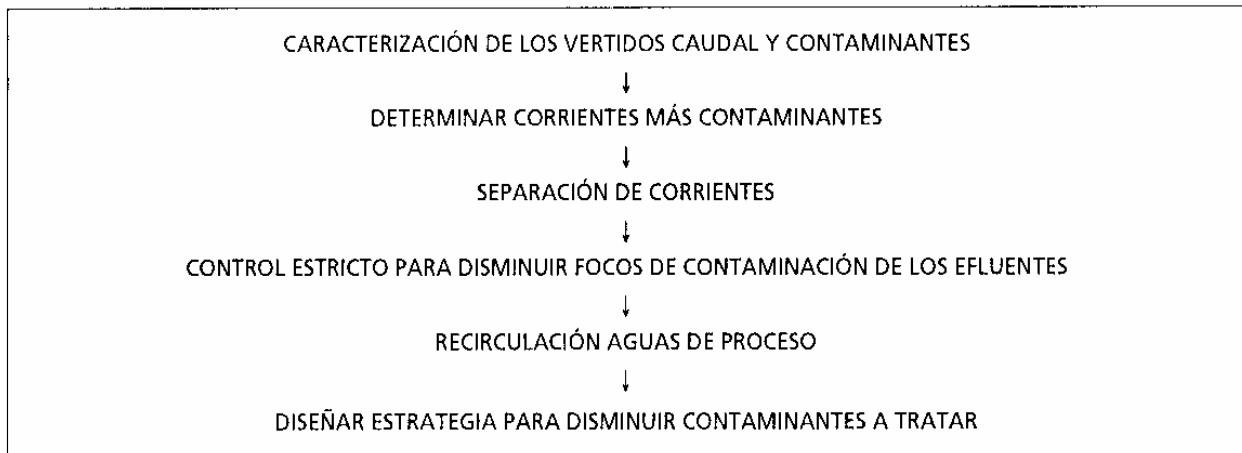 CARACTERIZACIÓN DE LOS VERTIDOS CAUDAL Y CONTAMINANTES
↓
DETERMINAR CORRIENTES MÁS CONTAMINANTES
↓
SEPARACIÓN DE CORRIENTES
↓
CONTROL ESTRICTO PARA DISMINUIR FOCOS DE CONTAMINACIÓN DE LOS EFLUENTES
↓
RECIRCULACIÓN AGUAS DE PROCESO
↓
DISEÑAR ESTRATEGIA PARA DISMINUIR CONTAMINANTES A TRATAR